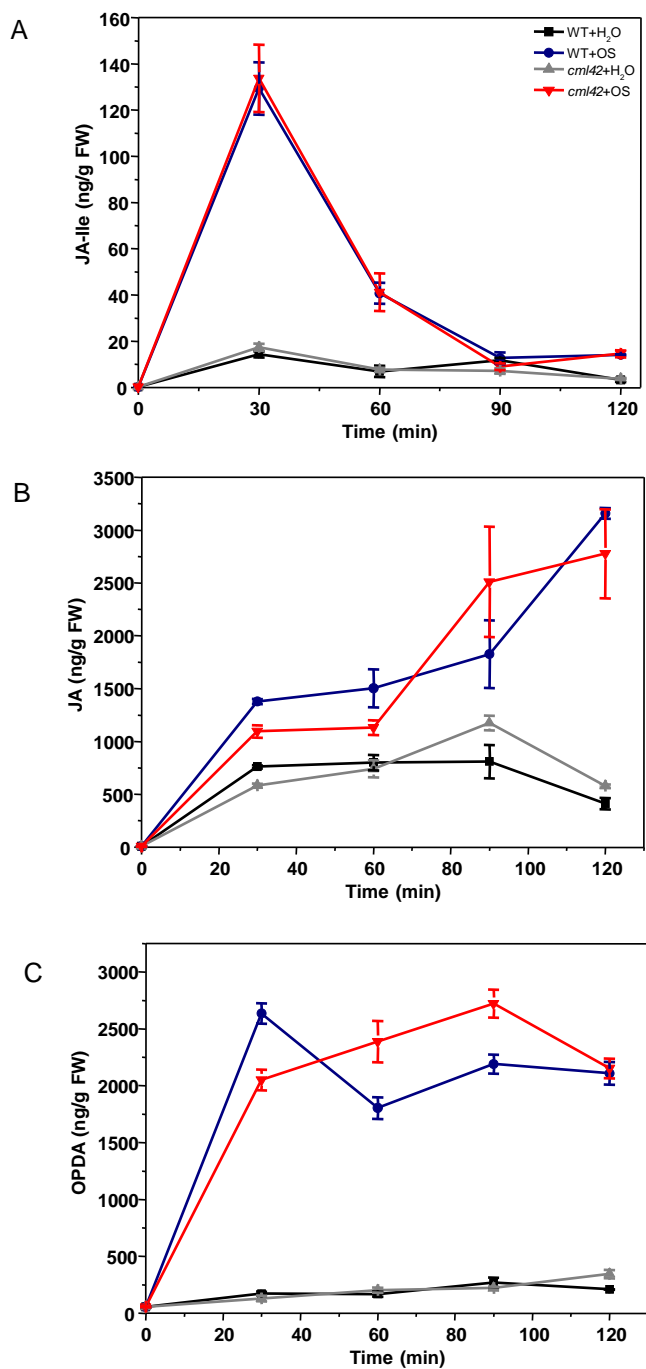 A
WT+H₂O
WT+OS
cml42+H₂O
cml42+OS
160
140
120
100
80
60
40
20
0
JA-Ile (ng/g FW)
0 30 60 90 120
Time (min)
B
3500
3000
2500
2000
1500
1000
500
0
JA (ng/g FW)
0 20 40 60 80 100 120
Time (min)
C
3000
2500
2000
1500
1000
500
0
OPDA (ng/g FW)
0 20 40 60 80 100 120
Time (min)